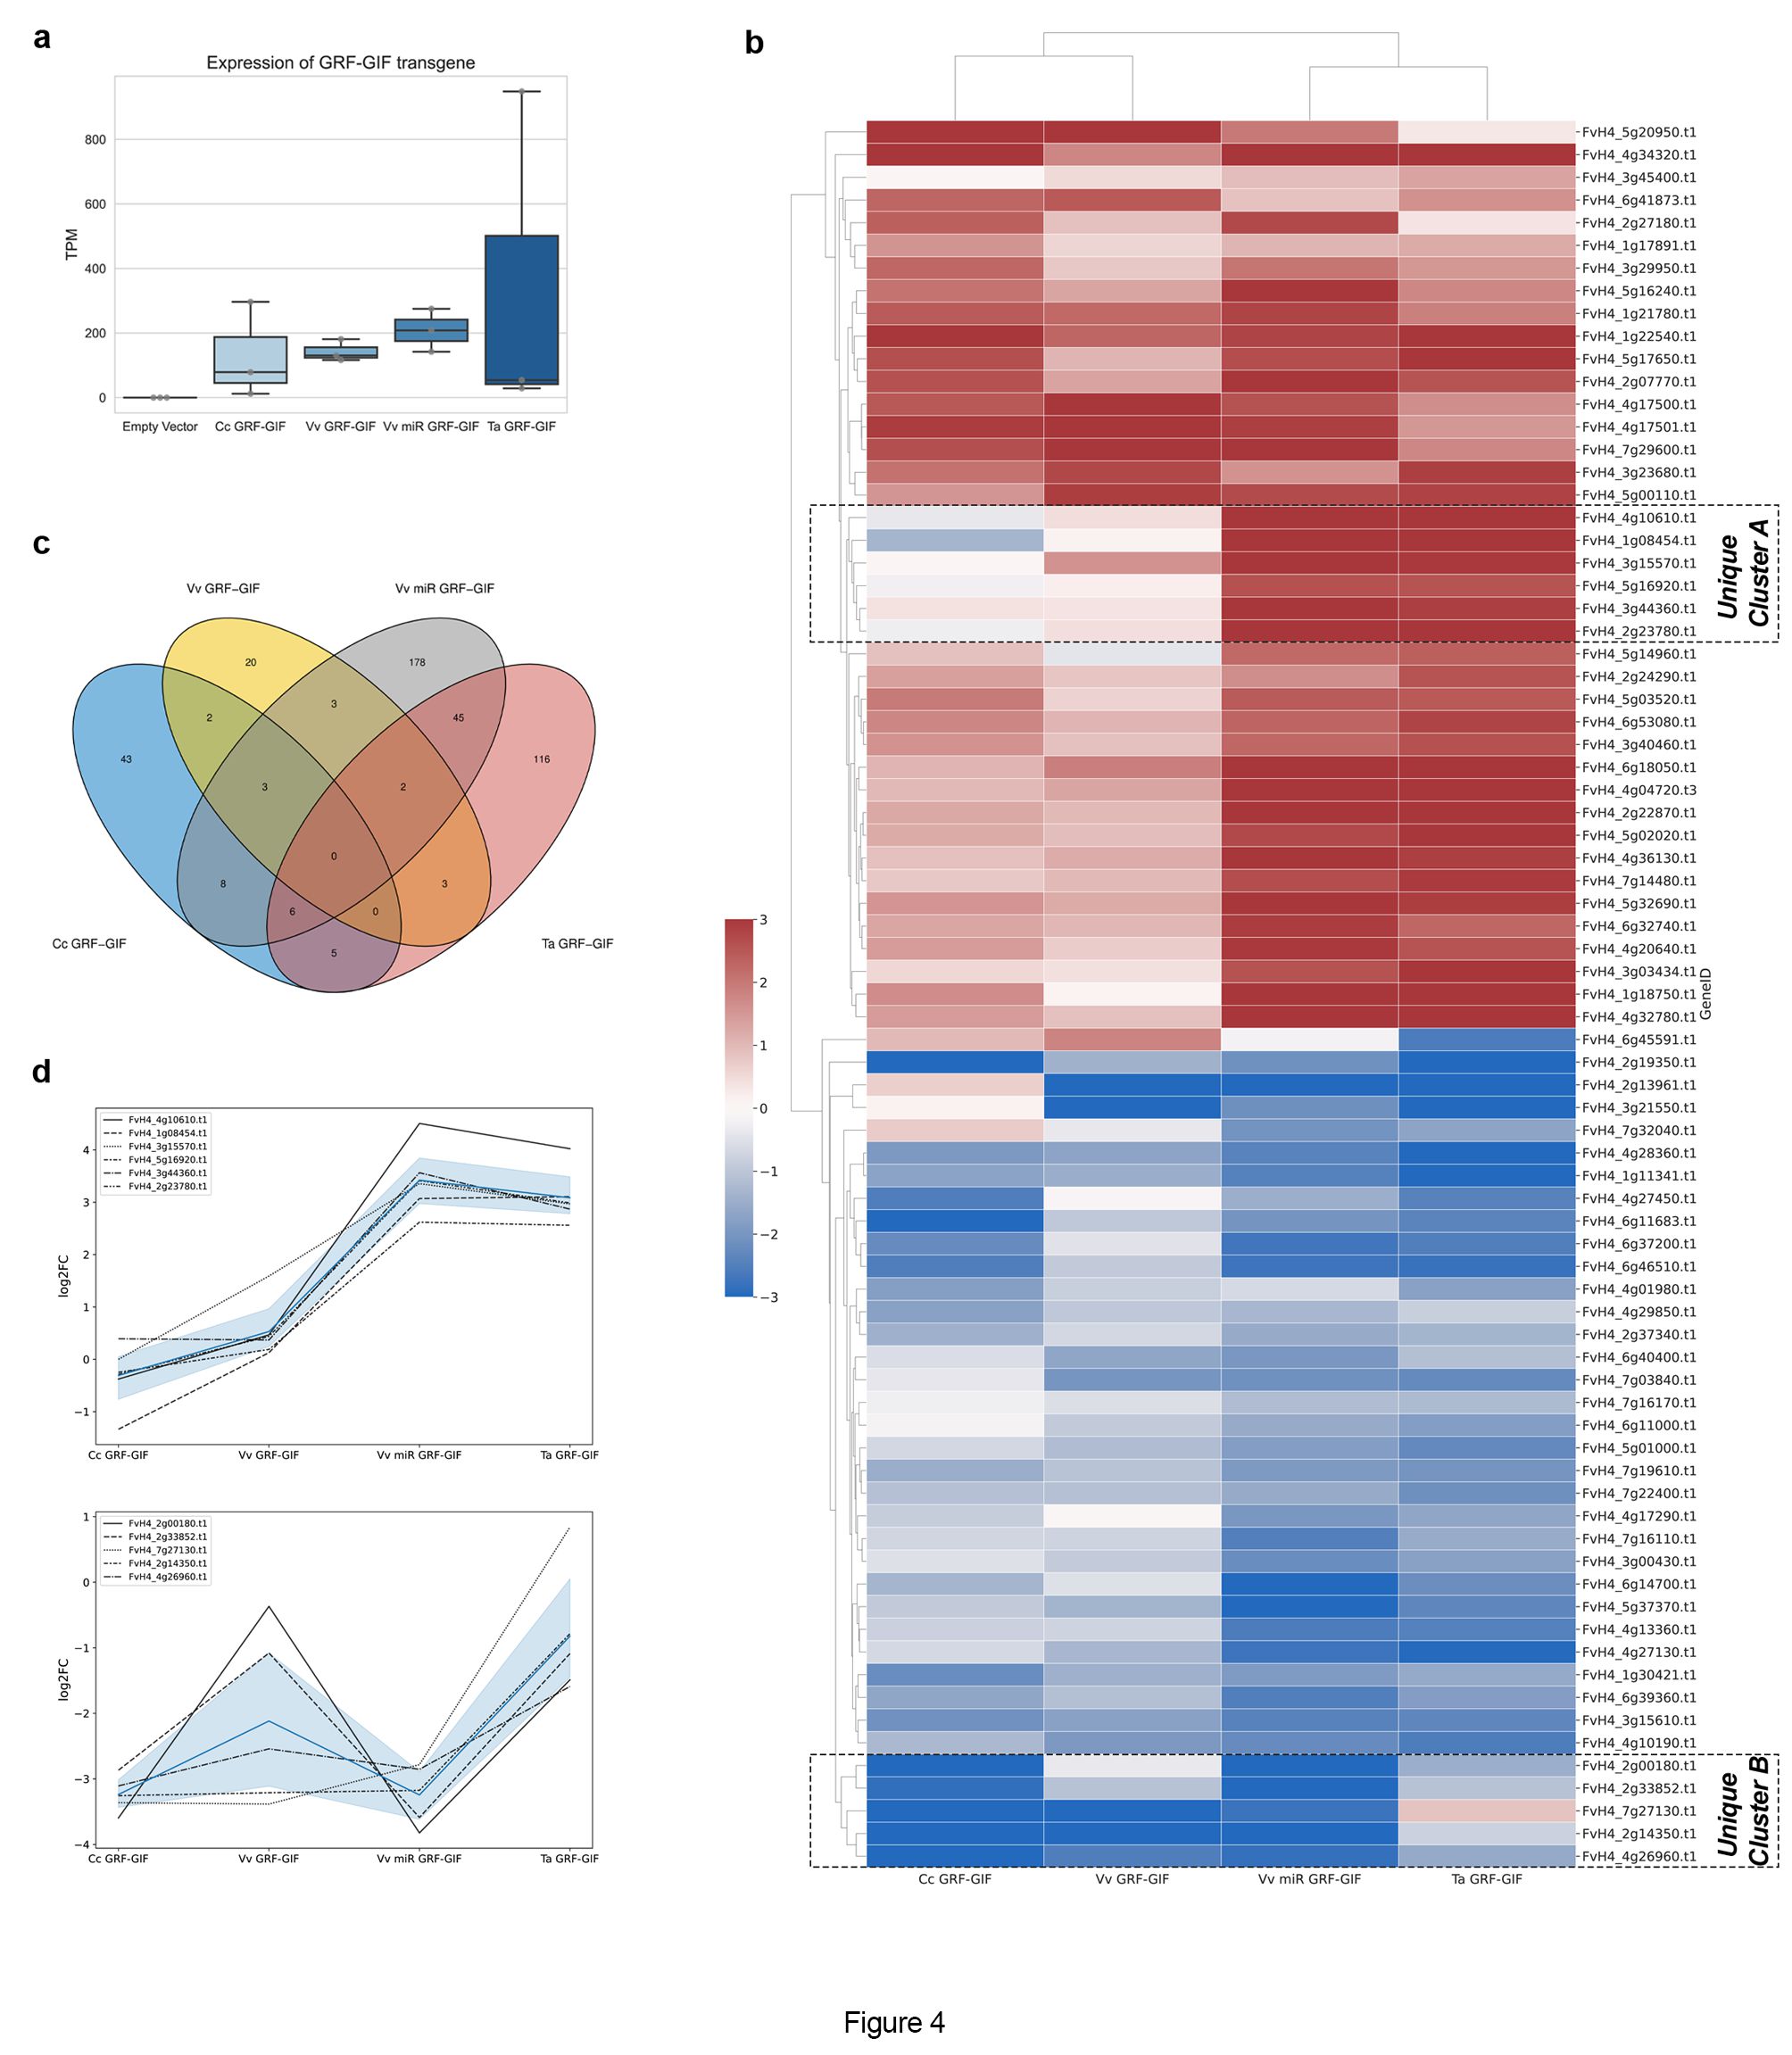 a
Expression of GRF-GIF transgene
TPM
800
600
400
200
0
Empty Vector Cc GRF-GIF Vv GRF-GIF Vv miR GRF-GIF Ta GRF-GIF
b
FvH4_5g20950.t1
FvH4_4g34320.t1
FvH4_3g45400.t1
FvH4_6g41873.t1
FvH4_2g27180.t1
FvH4_1g17891.t1
FvH4_3g29950.t1
FvH4_5g16240.t1
FvH4_1g21780.t1
FvH4_1g22540.t1
FvH4_5g17650.t1
FvH4_2g07770.t1
FvH4_4g17500.t1
FvH4_4g17501.t1
FvH4_7g29600.t1
FvH4_3g23680.t1
FvH4_5g00110.t1
FvH4_4g10610.t1
FvH4_1g08454.t1
FvH4_3g15570.t1
FvH4_5g16920.t1
FvH4_3g44360.t1
FvH4_2g23780.t1
FvH4_5g14960.t1
FvH4_2g24290.t1
FvH4_5g03520.t1
FvH4_6g53080.t1
FvH4_3g40460.t1
FvH4_6g18050.t1
FvH4_4g04720.t3
FvH4_2g22870.t1
FvH4_5g02020.t1
FvH4_4g36130.t1
FvH4_7g14480.t1
FvH4_5g32690.t1
FvH4_6g32740.t1
FvH4_4g20640.t1
FvH4_3g03434.t1
FvH4_1g18750.t1
FvH4_4g32780.t1
FvH4_6g45591.t1
FvH4_2g19350.t1
FvH4_2g13961.t1
FvH4_3g21550.t1
FvH4_7g32040.t1
FvH4_4g28360.t1
FvH4_1g11341.t1
FvH4_4g27450.t1
FvH4_6g11683.t1
FvH4_6g37200.t1
FvH4_6g46510.t1
FvH4_4g01980.t1
FvH4_4g29850.t1
FvH4_2g37340.t1
FvH4_6g40400.t1
FvH4_7g03840.t1
FvH4_7g16170.t1
FvH4_6g11000.t1
FvH4_5g01000.t1
FvH4_7g19610.t1
FvH4_7g22400.t1
FvH4_4g17290.t1
FvH4_7g16110.t1
FvH4_3g00430.t1
FvH4_6g14700.t1
FvH4_5g37370.t1
FvH4_4g13360.t1
FvH4_4g27130.t1
FvH4_1g30421.t1
FvH4_6g39360.t1
FvH4_3g15610.t1
FvH4_4g10190.t1
FvH4_2g00180.t1
FvH4_2g33852.t1
FvH4_7g27130.t1
FvH4_2g14350.t1
FvH4_4g26960.t1
GeneID
Unique
Cluster A
Unique
Cluster B
Cc GRF-GIF Vv GRF-GIF Vv miR GRF-GIF Ta GRF-GIF
3
2
1
0
−1
−2
−3
c
Vv GRF−GIF Vv miR GRF−GIF
20 178
3
2 45
43 116
3 2
0
8 3
6 0
5
Cc GRF−GIF Ta GRF−GIF
d
FvH4_4g10610.t1
FvH4_1g08454.t1
FvH4_3g15570.t1
FvH4_5g16920.t1
FvH4_3g44360.t1
FvH4_2g23780.t1
log2FC
4
3
2
1
0
−1
Cc GRF-GIF Vv GRF-GIF Vv miR GRF-GIF Ta GRF-GIF
FvH4_2g00180.t1
FvH4_2g33852.t1
FvH4_7g27130.t1
FvH4_2g14350.t1
FvH4_4g26960.t1
log2FC
1
0
−1
−2
−3
−4
Cc GRF-GIF Vv GRF-GIF Vv miR GRF-GIF Ta GRF-GIF
Figure 4